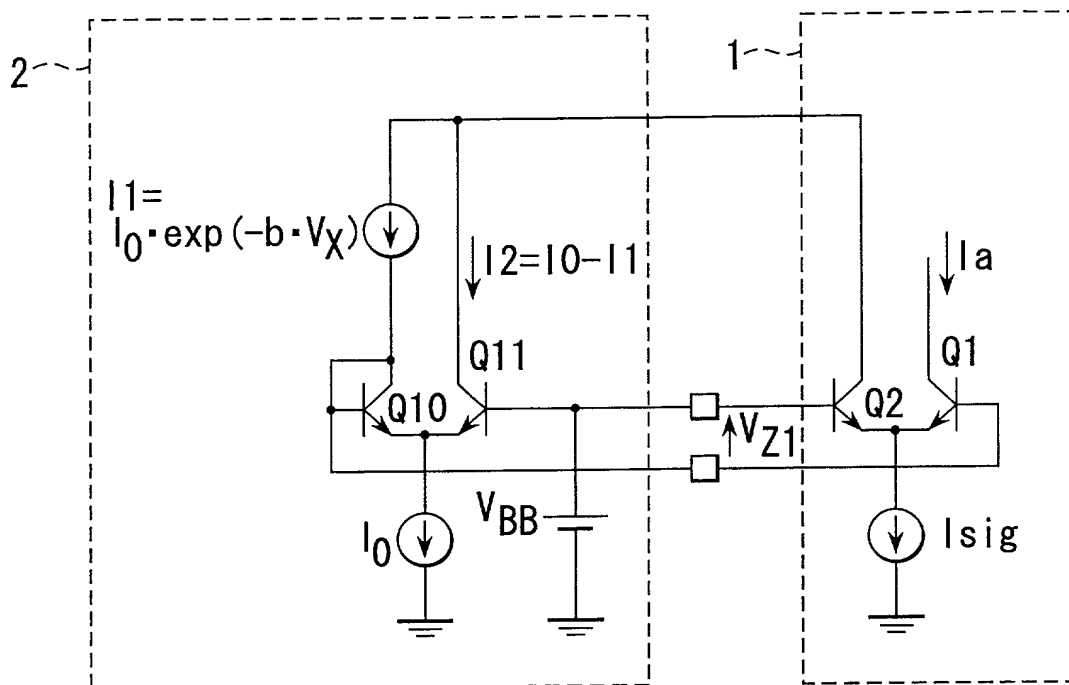 2
1
I1=
I0·exp(-b·VX)
I2=I0-I1
Ia
Q11
Q1
Q10
Q2
VZ1
VBB
I0
Isig